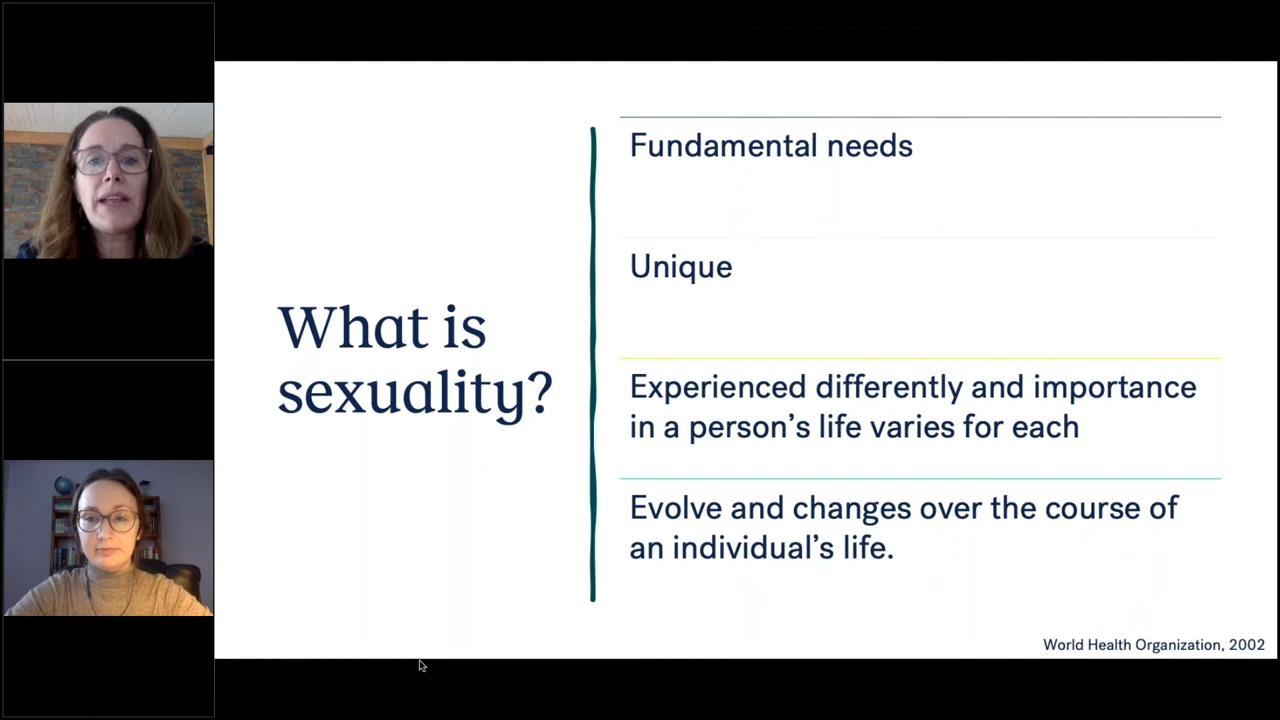 What is
sexuality?
Fundamental needs
Unique
Experienced differently and importance
in a person's life varies for each
Evolve and changes over the course of
an individual's life.
World Health Organization, 2002